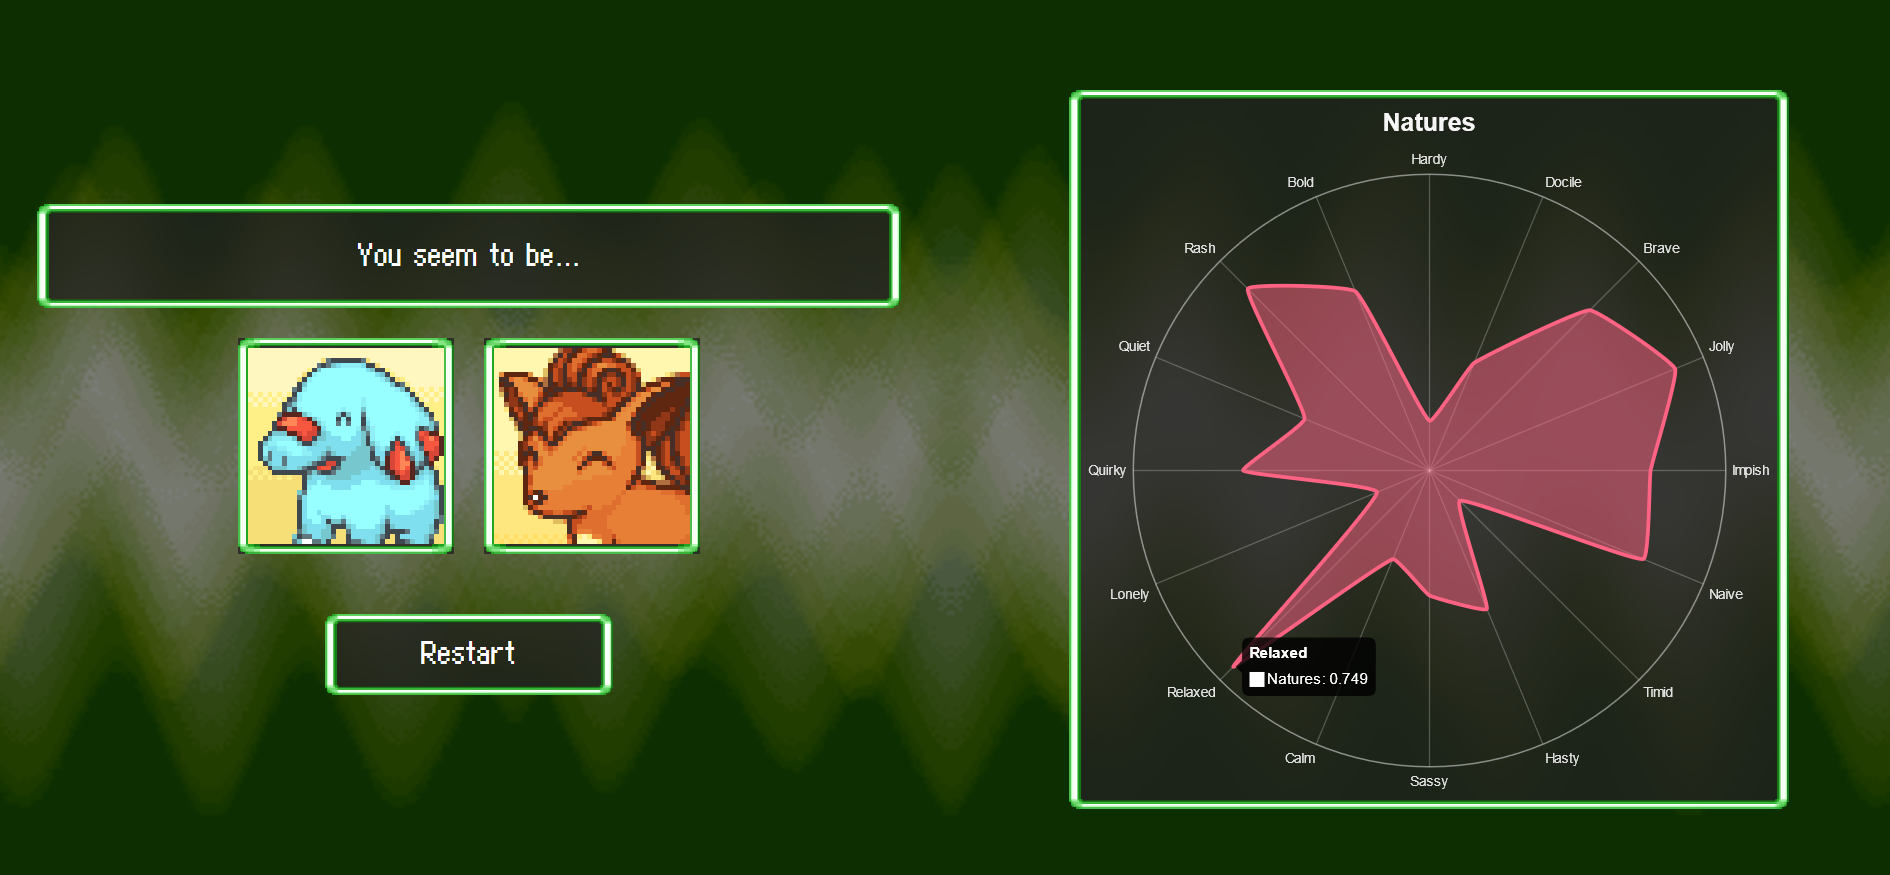 You seem to be...
Restart
Natures
Hardy
Docile
Brave
Jolly
Impish
Naive
Timid
Hasty
Sassy
Calm
Relaxed
Lonely
Quirky
Quiet
Rash
Bold
Relaxed
Natures: 0.749